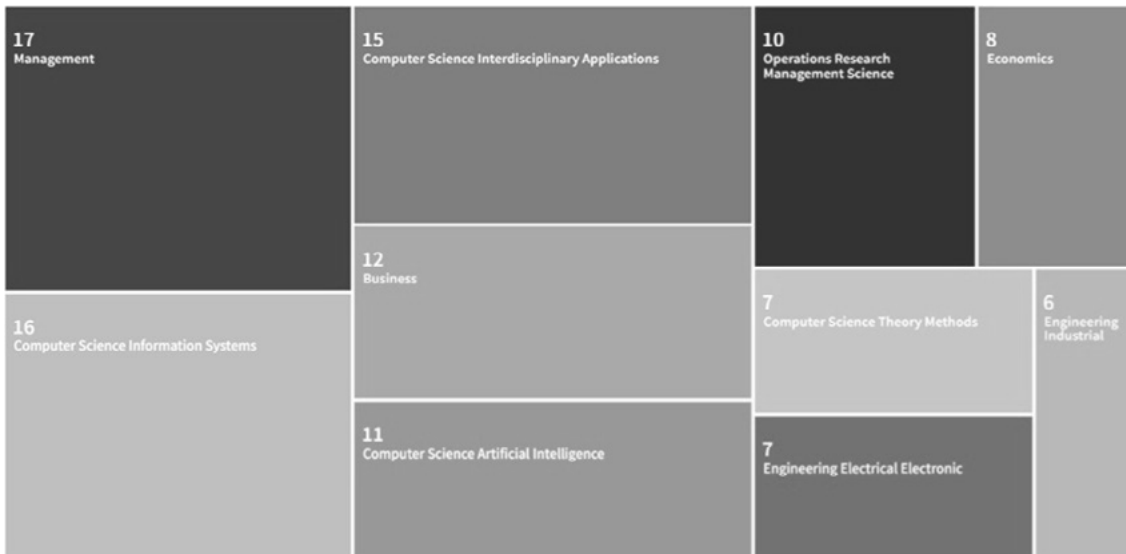 17
Management
16
Computer Science Information Systems
15
Computer Science Interdisciplinary Applications
12
Business
11
Computer Science Artificial Intelligence
10
Operations Research
Management Science
8
Economics
7
Computer Science Theory Methods
7
Engineering Electrical Electronic
6
Engineering
Industrial